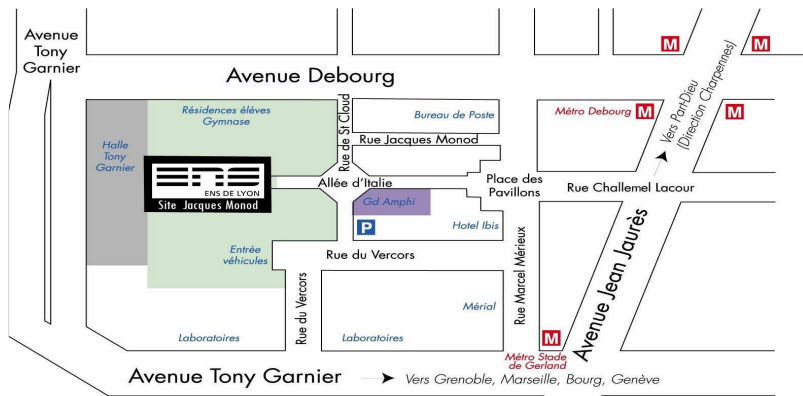 Avenue
Tony
Garnier
Avenue Debourg
M
M
Vers Part-Dieu
(Direction Charpennes)
Résidences élèves
Gymnase
Rue de St Cloud
Bureau de Poste
Métro Debourg M
M
Rue Jacques Monod
Halle
Tony
Garnier
ENS
ENS DE LYON
Site Jacques Monod
Allée d'Italie
Place des
Pavillons
Rue Challemel Lacour
Gd Amphi
P
Hotel Ibis
Entrée
véhicules
Rue du Vercors
Rue Marcel Mérieux
Avenue Jean Jaurès
Rue du Vercors
Mérial
Laboratoires
Laboratoires
M
Métro Stade
de Gerland
Avenue Tony Garnier
Vers Grenoble, Marseille, Bourg, Genève